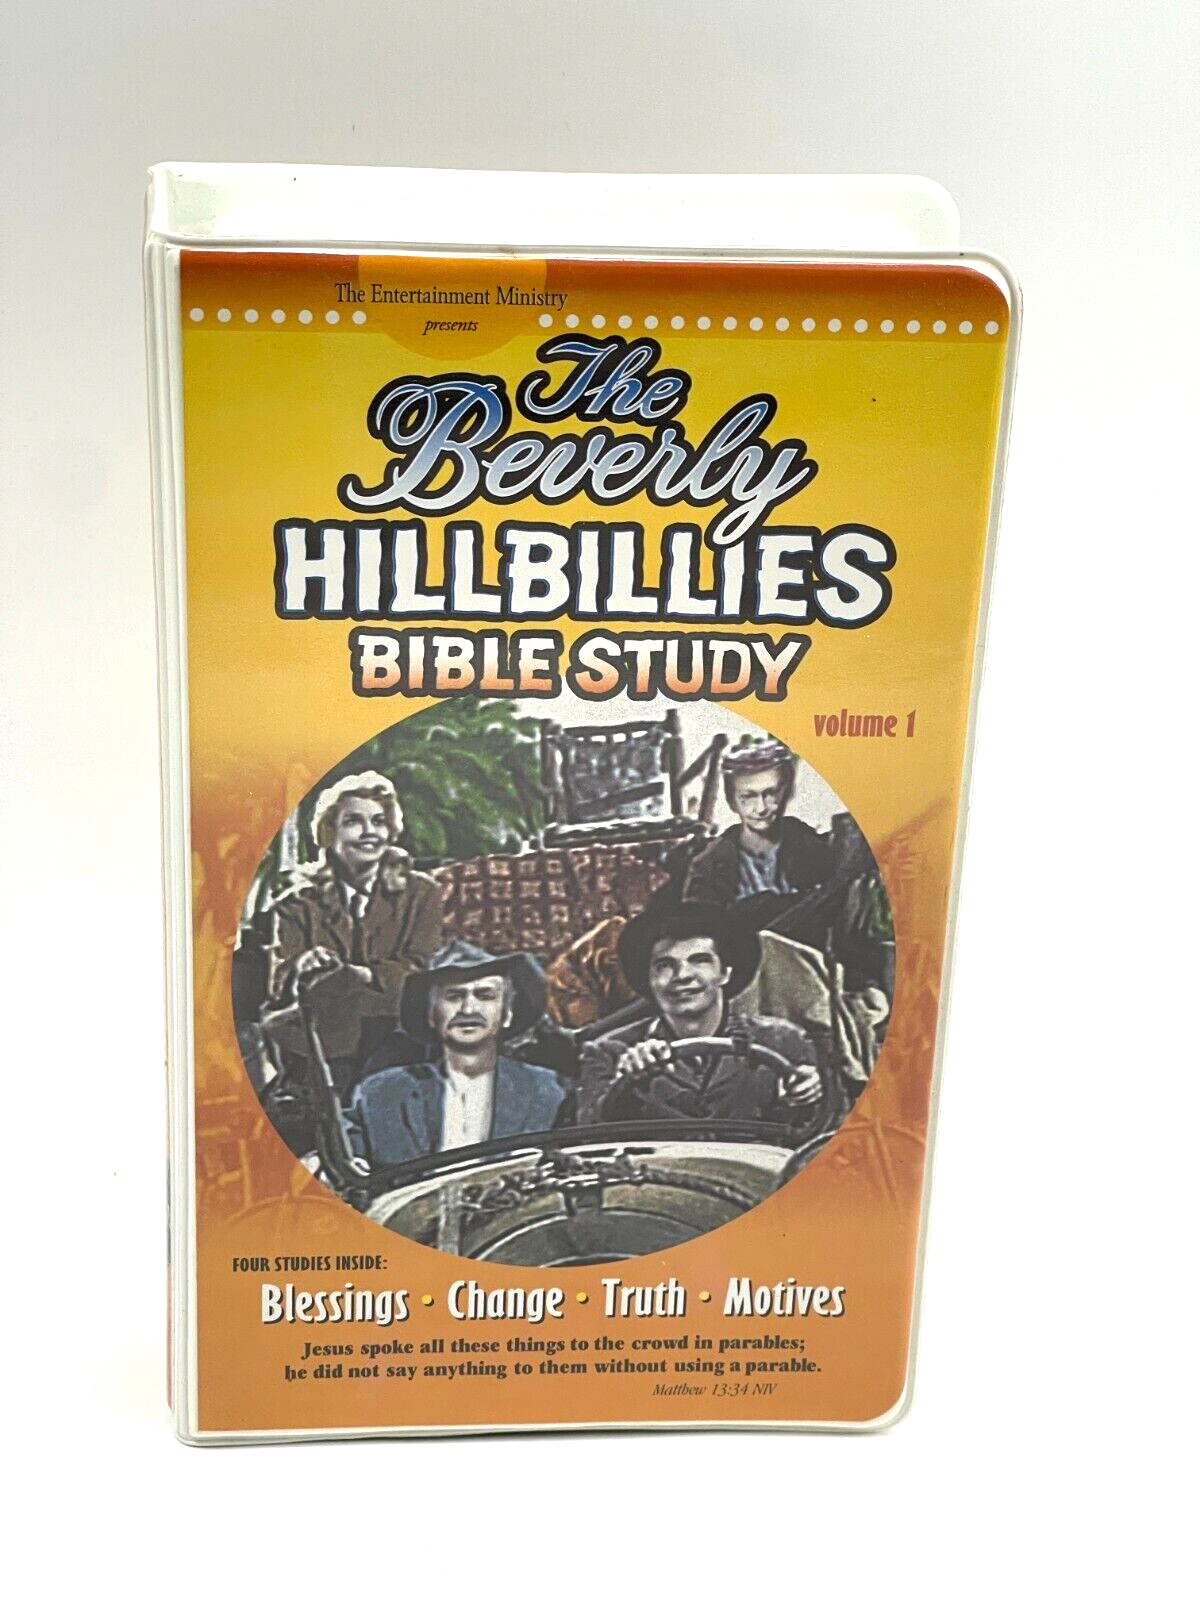 The Entertainment Ministry
presents
The
Beverly
HILLBILLIES
BIBLE STUDY
volume 1
FOUR STUDIES INSIDE:
Blessings • Change • Truth • Motives
Jesus spoke all these things to the crowd in parables;
he did not say anything to them without using a parable.
Matthew 13:34 NIV